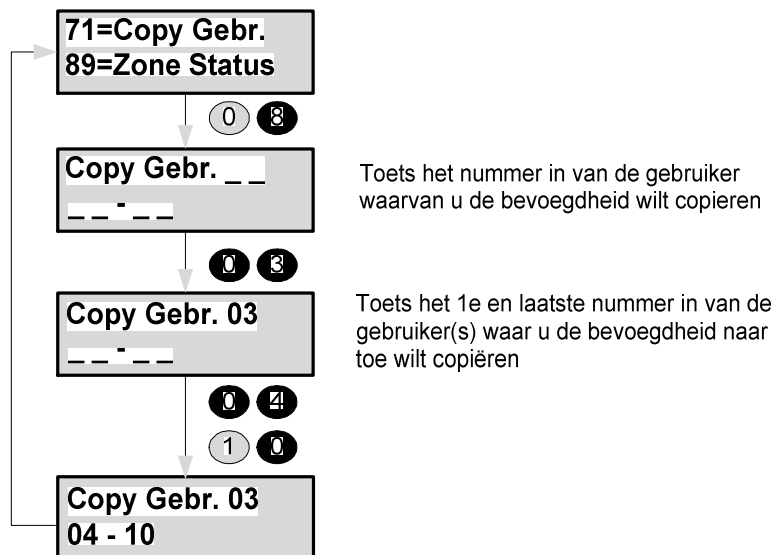 71=Copy Gebr.
89=Zone Status
0 8
Copy Gebr. _ _
_ _ - _ _
Toets het nummer in van de gebruiker
waarvan u de bevoegdheid wilt copieren
0 3
Copy Gebr. 03
_ _ - _ _
Toets het 1e en laatste nummer in van de
gebruiker(s) waar u de bevoegdheid naar
toe wilt copiëren
0 4
1 0
Copy Gebr. 03
04 - 10